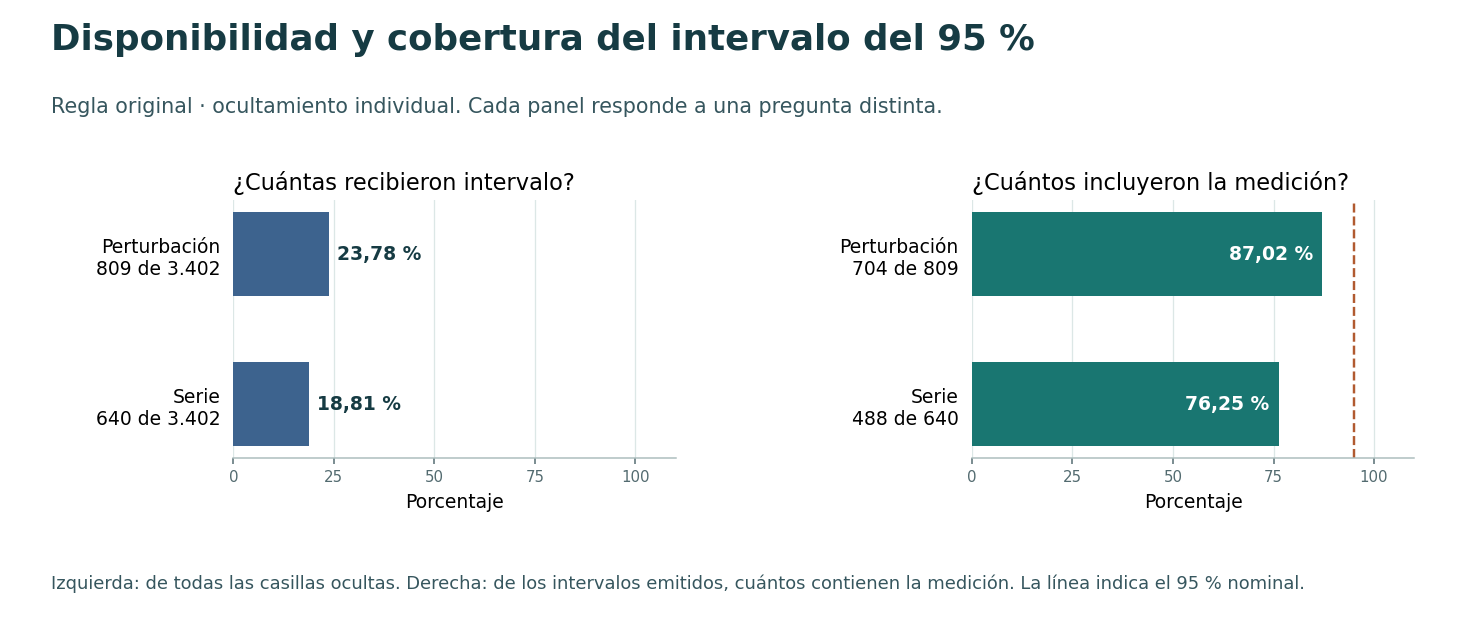 Disponibilidad y cobertura del intervalo del 95 %
Regla original · ocultamiento individual. Cada panel responde a una pregunta distinta.
¿Cuántas recibieron intervalo?
Perturbación
809 de 3.402
23,78 %
Serie
640 de 3.402
18,81 %
0 25 50 75 100
Porcentaje
¿Cuántos incluyeron la medición?
Perturbación
704 de 809
87,02 %
Serie
488 de 640
76,25 %
0 25 50 75 100
Porcentaje
Izquierda: de todas las casillas ocultas. Derecha: de los intervalos emitidos, cuántos contienen la medición. La línea indica el 95 % nominal.